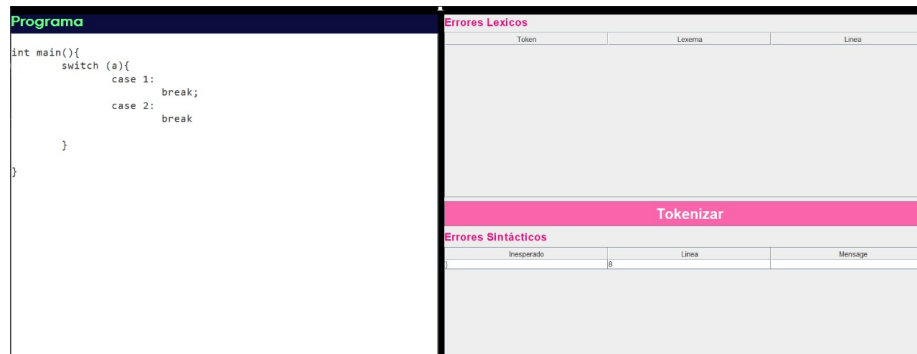 Programa
int main(){
switch (a){
case 1:
break;
case 2:
break
}
}
Errores Lexicos
Token Lexema Linea
Tokenizar
Errores Sintácticos
Inesperado Linea Mensage
} 8